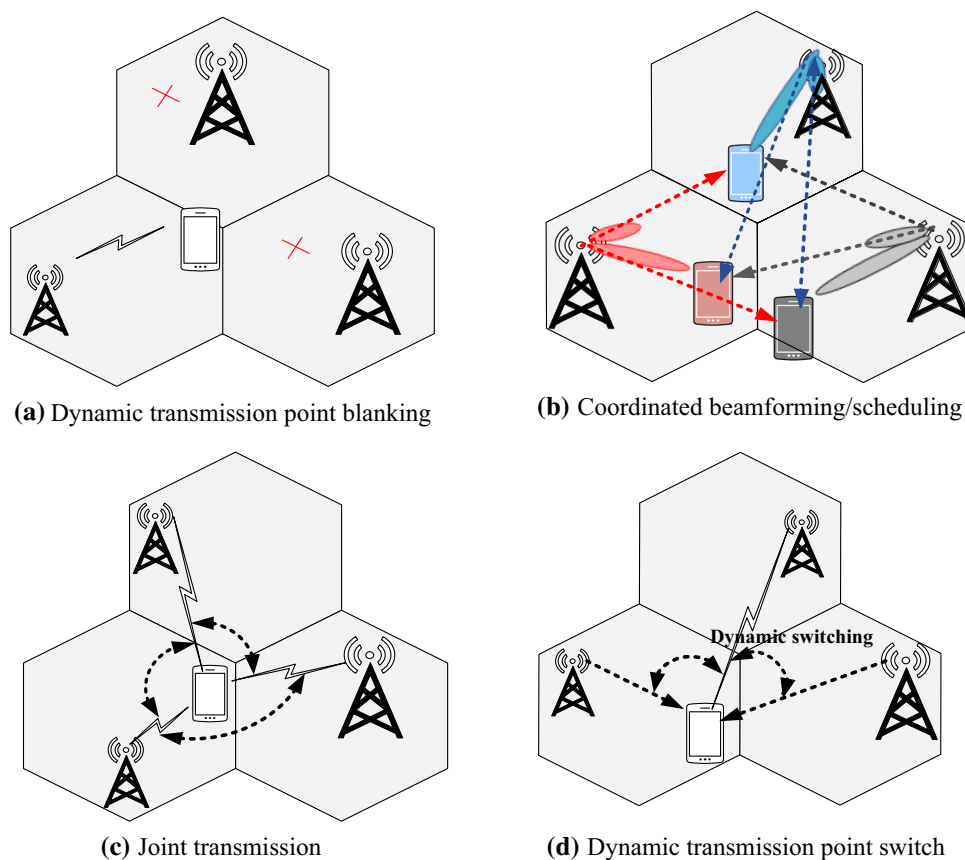 (a) Dynamic transmission point blanking
(b) Coordinated beamforming/scheduling
Dynamic switching
(c) Joint transmission
(d) Dynamic transmission point switch